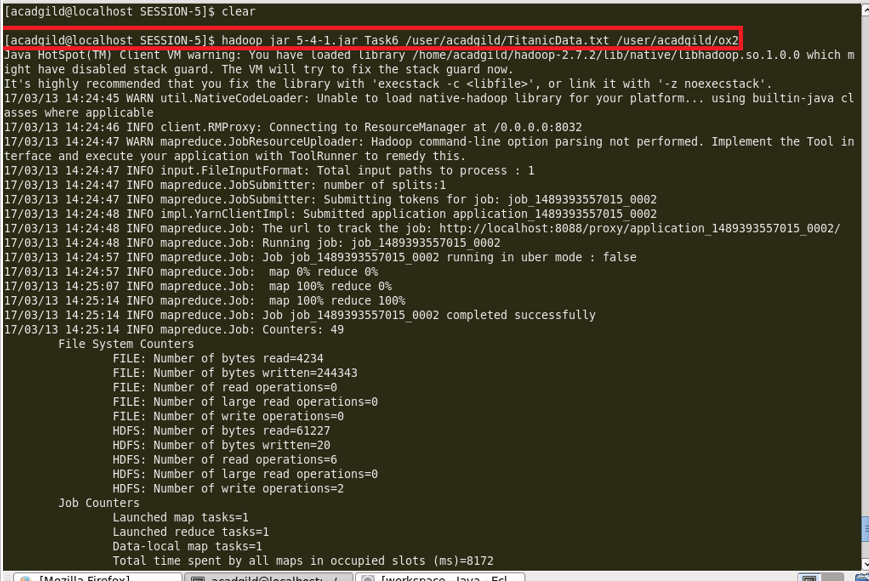 [acadgild@localhost SESSION-5]$ clear
[acadgild@localhost SESSION-5]$ hadoop jar 5-4-1.jar Task6 /user/acadgild/TitanicData.txt /user/acadgild/ox2
Java HotSpot(TM) Client VM warning: You have loaded library /home/acadgild/hadoop-2.7.2/lib/native/libhadoop.so.1.0.0 which m
ight have disabled stack guard. The VM will try to fix the stack guard now.
It's highly recommended that you fix the library with 'execstack -c <libfile>', or link it with '-z noexecstack'.
17/03/13 14:24:45 WARN util.NativeCodeLoader: Unable to load native-hadoop library for your platform... using builtin-java cl
asses where applicable
17/03/13 14:24:46 INFO client.RMProxy: Connecting to ResourceManager at /0.0.0.0:8032
17/03/13 14:24:47 WARN mapreduce.JobResourceUploader: Hadoop command-line option parsing not performed. Implement the Tool in
terface and execute your application with ToolRunner to remedy this.
17/03/13 14:24:47 INFO input.FileInputFormat: Total input paths to process : 1
17/03/13 14:24:47 INFO mapreduce.JobSubmitter: number of splits:1
17/03/13 14:24:47 INFO mapreduce.JobSubmitter: Submitting tokens for job: job_1489393557015_0002
17/03/13 14:24:48 INFO impl.YarnClientImpl: Submitted application application_1489393557015_0002
17/03/13 14:24:48 INFO mapreduce.Job: The url to track the job: http://localhost:8088/proxy/application_1489393557015_0002/
17/03/13 14:24:48 INFO mapreduce.Job: Running job: job_1489393557015_0002
17/03/13 14:24:57 INFO mapreduce.Job: Job job_1489393557015_0002 running in uber mode : false
17/03/13 14:24:57 INFO mapreduce.Job:  map 0% reduce 0%
17/03/13 14:25:07 INFO mapreduce.Job:  map 100% reduce 0%
17/03/13 14:25:14 INFO mapreduce.Job:  map 100% reduce 100%
17/03/13 14:25:14 INFO mapreduce.Job: Job job_1489393557015_0002 completed successfully
17/03/13 14:25:14 INFO mapreduce.Job: Counters: 49
File System Counters
FILE: Number of bytes read=4234
FILE: Number of bytes written=244343
FILE: Number of read operations=0
FILE: Number of large read operations=0
FILE: Number of write operations=0
HDFS: Number of bytes read=61227
HDFS: Number of bytes written=20
HDFS: Number of read operations=6
HDFS: Number of large read operations=0
HDFS: Number of write operations=2
Job Counters
Launched map tasks=1
Launched reduce tasks=1
Data-local map tasks=1
Total time spent by all maps in occupied slots (ms)=8172
[Mozilla Firefox] acadgild@localhost:~/ [workspace - Java - Ecl